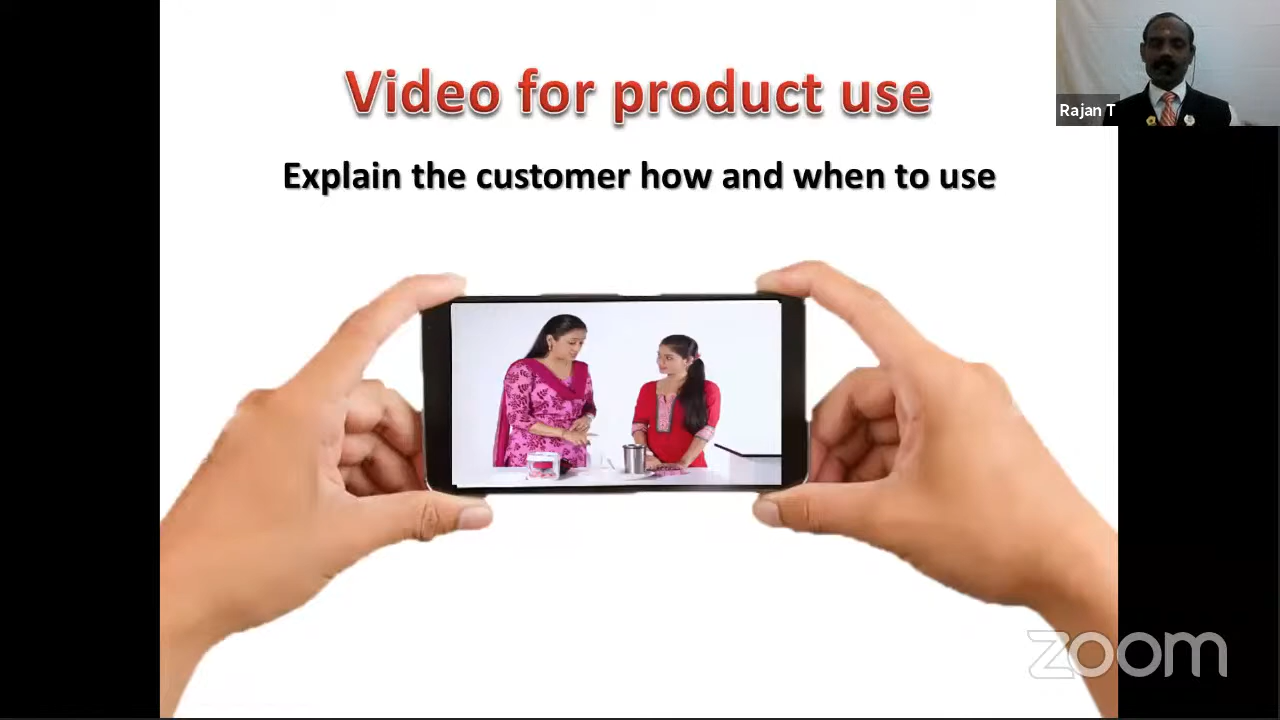 Video for product use
Rajan T
Explain the customer how and when to use
zoom